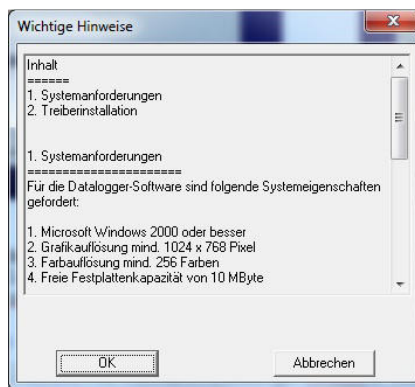 Wichtige Hinweise
Inhalt
======
1. Systemanforderungen
2. Treiberinstallation
1. Systemanforderungen
======================
Für die Datalogger-Software sind folgende Systemeigenschaften
gefordert:
1. Microsoft Windows 2000 oder besser
2. Grafikauflösung mind. 1024 x 768 Pixel
3. Farbauflösung mind. 256 Farben
4. Freie Festplattenkapazität von 10 MByte
OK
Abbrechen